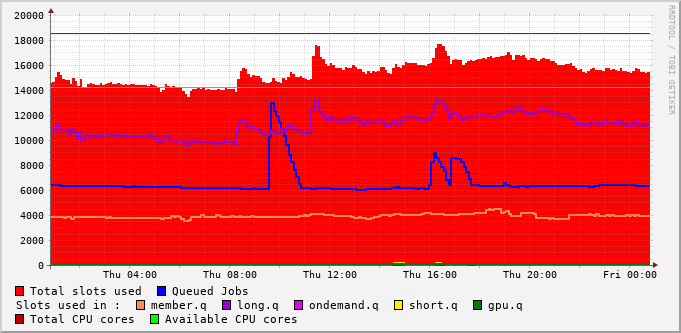 20000
18000
16000
14000
12000
10000
8000
6000
4000
2000
0
Thu 04:00 Thu 08:00 Thu 12:00 Thu 16:00 Thu 20:00 Fri 00:00
RRDTOOL / TOBI OETIKER
Total slots used Queued Jobs
Slots used in : member.q long.q ondemand.q short.q gpu.q
Total CPU cores Available CPU cores